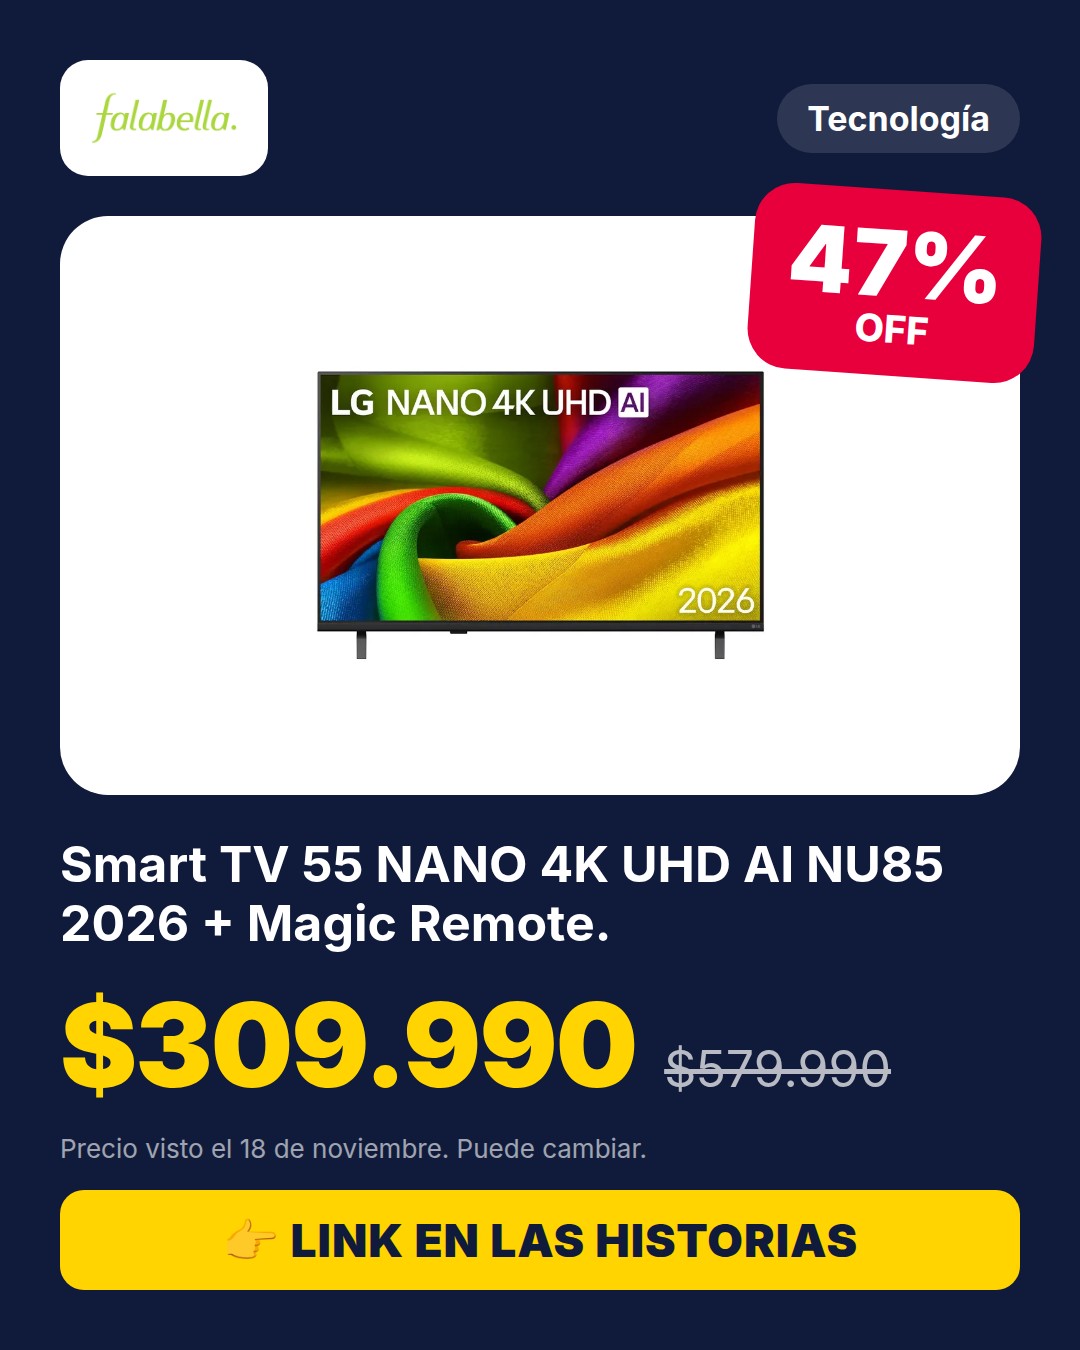 falabella.
Tecnología
47%
OFF
LG NANO 4K UHD AI
2026
Smart TV 55 NANO 4K UHD AI NU85
2026 + Magic Remote.
$309.990 $579.990
Precio visto el 18 de noviembre. Puede cambiar.
👉 LINK EN LAS HISTORIAS